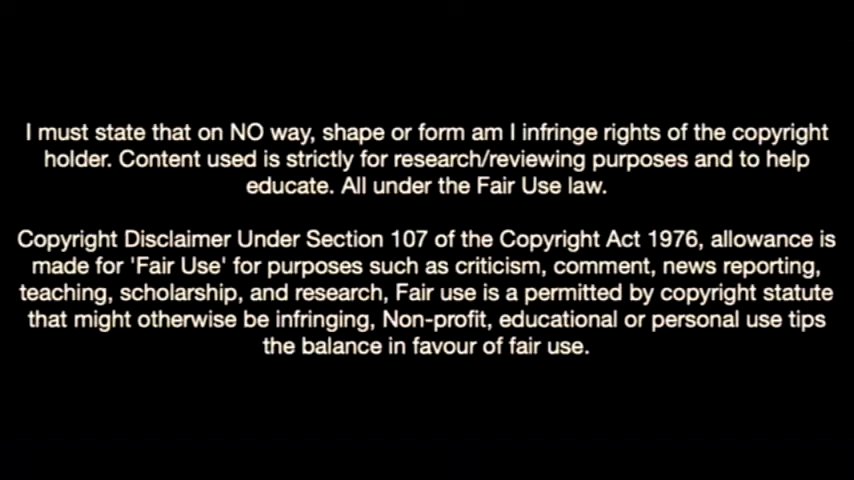 I must state that on NO way, shape or form am I infringe rights of the copyright
holder. Content used is strictly for research/reviewing purposes and to help
educate. All under the Fair Use law.
Copyright Disclaimer Under Section 107 of the Copyright Act 1976, allowance is
made for 'Fair Use' for purposes such as criticism, comment, news reporting,
teaching, scholarship, and research, Fair use is a permitted by copyright statute
that might otherwise be infringing, Non-profit, educational or personal use tips
the balance in favour of fair use.